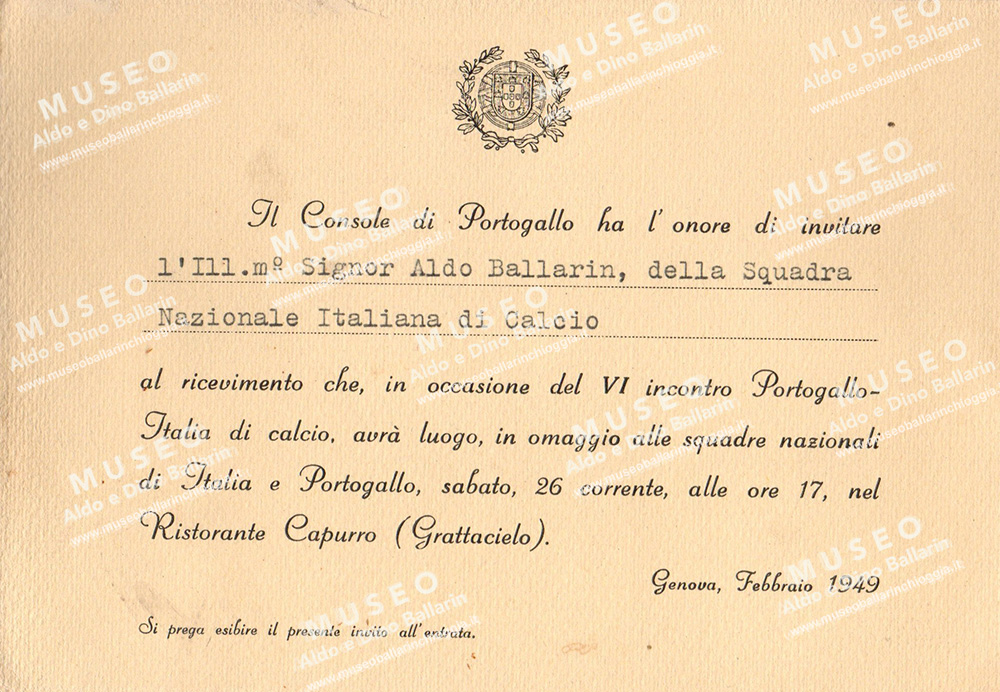 Il Console di Portogallo ha l'onore di invitare
l'Ill.mº Signor Aldo Ballarin, della Squadra
Nazionale Italiana di Calcio
al ricevimento che, in occasione del VI incontro Portogallo-
Italia di calcio, avrà luogo, in omaggio alle squadre nazionali
di Italia e Portogallo, sabato, 26 corrente, alle ore 17, nel
Ristorante Capurro (Grattacielo).
Genova, Febbraio 1949
Si prega esibire il presente invito all'entrata.
MUSEO
Aldo e Dino Ballarin
www.museoballarinchioggia.it